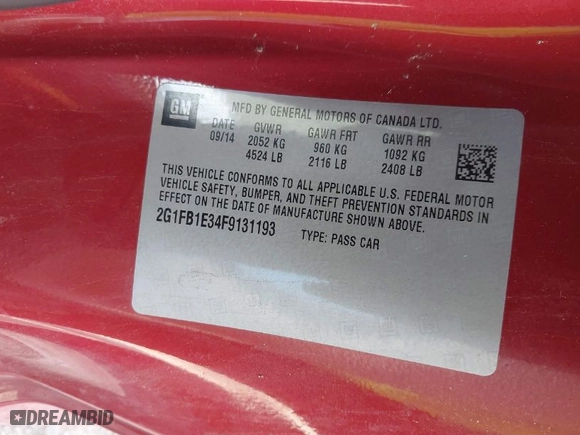 GM
MFD BY GENERAL MOTORS OF CANADA LTD.
DATE GVWR GAWR FRT GAWR RR
09/14 2052 KG 960 KG 1092 KG
4524 LB 2116 LB 2408 LB
THIS VEHICLE CONFORMS TO ALL APPLICABLE U.S. FEDERAL MOTOR
VEHICLE SAFETY, BUMPER, AND THEFT PREVENTION STANDARDS IN
EFFECT ON THE DATE OF MANUFACTURE SHOWN ABOVE.
2G1FB1E34F9131193 TYPE: PASS CAR
DREAMBID